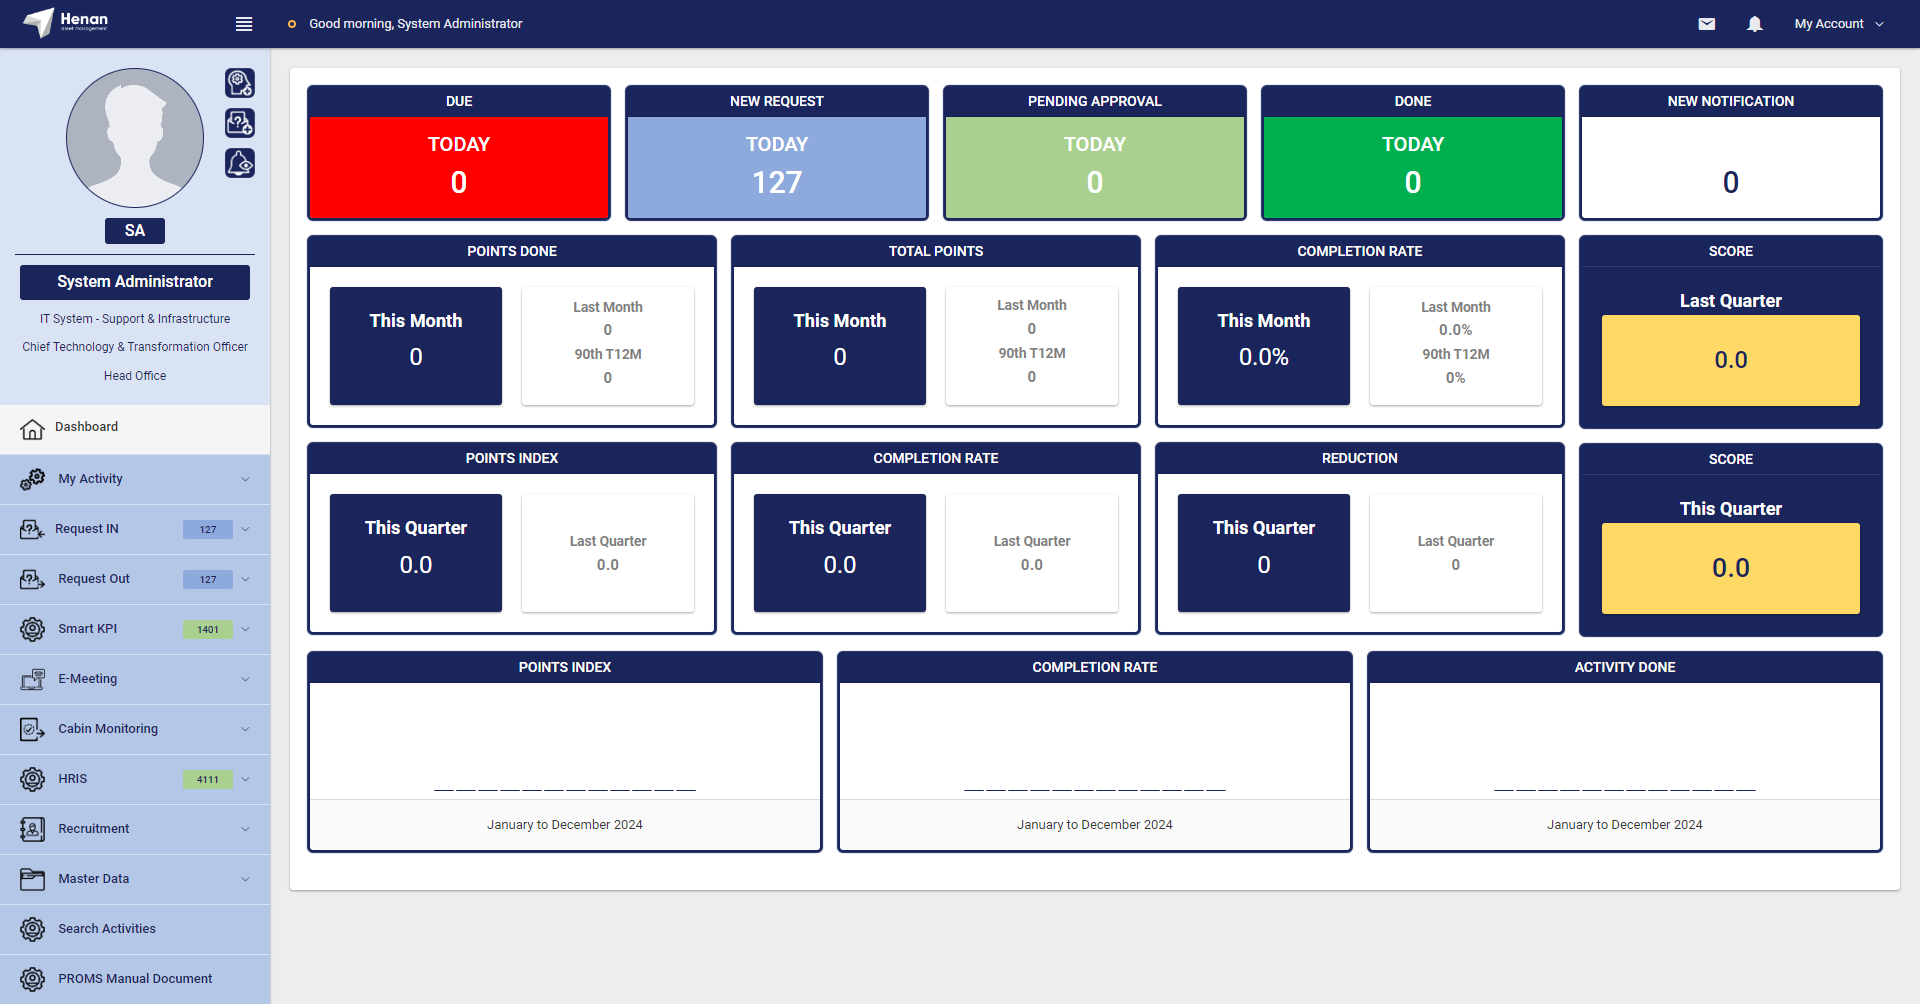 Henan
asset management
Good morning, System Administrator
My Account
SA
System Administrator
IT System - Support & Infrastructure
Chief Technology & Transformation Officer
Head Office
Dashboard
My Activity
Request IN 127
Request Out 127
Smart KPI 1401
E-Meeting
Cabin Monitoring
HRIS 4111
Recruitment
Master Data
Search Activities
PROMS Manual Document
DUE
TODAY
0
NEW REQUEST
TODAY
127
PENDING APPROVAL
TODAY
0
DONE
TODAY
0
NEW NOTIFICATION
0
POINTS DONE
This Month
0
Last Month
0
90th T12M
0
TOTAL POINTS
This Month
0
Last Month
0
90th T12M
0
COMPLETION RATE
This Month
0.0%
Last Month
0.0%
90th T12M
0%
SCORE
Last Quarter
0.0
POINTS INDEX
This Quarter
0.0
Last Quarter
0.0
COMPLETION RATE
This Quarter
0.0
Last Quarter
0.0
REDUCTION
This Quarter
0
Last Quarter
0
SCORE
This Quarter
0.0
POINTS INDEX
January to December 2024
COMPLETION RATE
January to December 2024
ACTIVITY DONE
January to December 2024